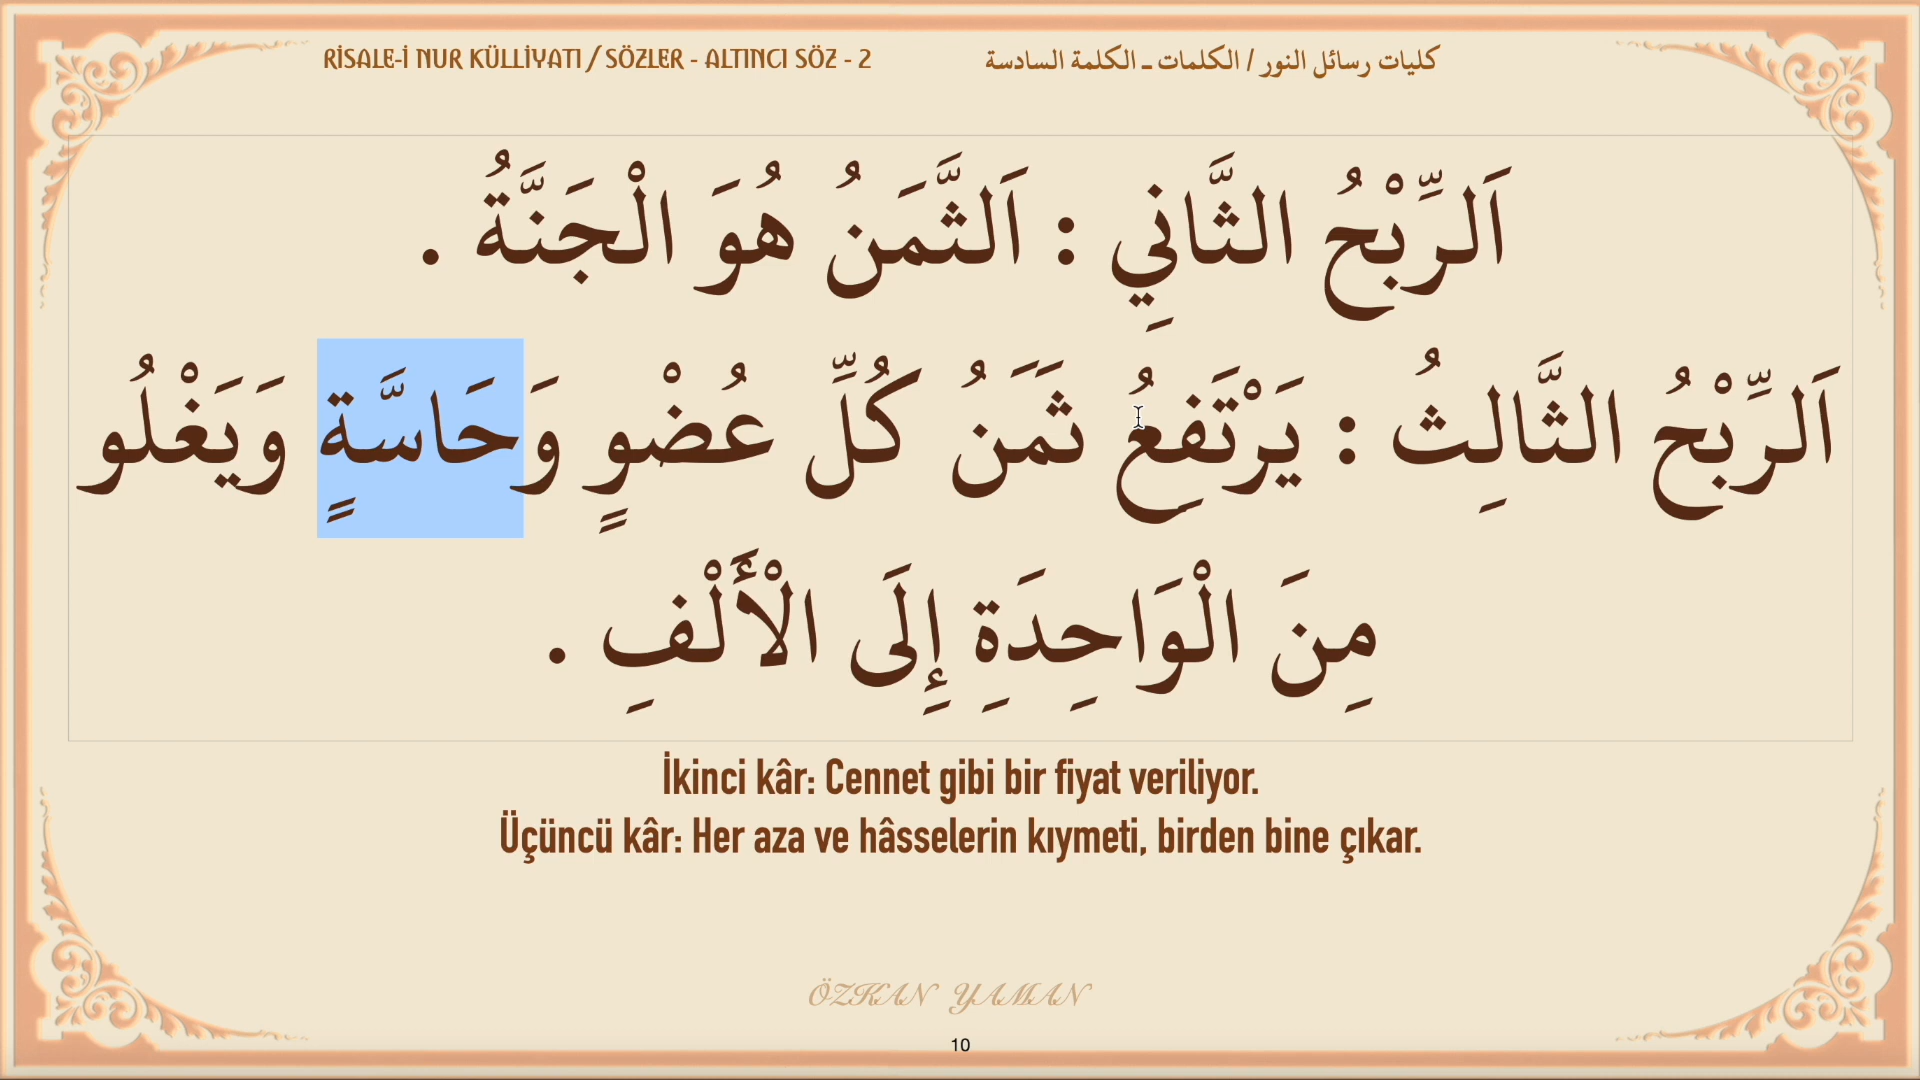 RİSALE-İ NUR KÜLLİYATI / SÖZLER - ALTINCI SÖZ - 2
كليات رسائل النور / الكلمات ـ الكلمة السادسة
اَلرِّبْحُ الثَّانِي : اَلثَّمَنُ هُوَ الْجَنَّةُ .
اَلرِّبْحُ الثَّالِثُ : يَرْتَفِعُ ثَمَنُ كُلِّ عُضْوٍ وَحَاسَّةٍ وَيَغْلُو
مِنَ الْوَاحِدَةِ إِلَى الْأَلْفِ .
İkinci kâr: Cennet gibi bir fiyat veriliyor.
Üçüncü kâr: Her aza ve hâsselerin kıymeti, birden bine çıkar.
ÖZKAN YAMAN
10